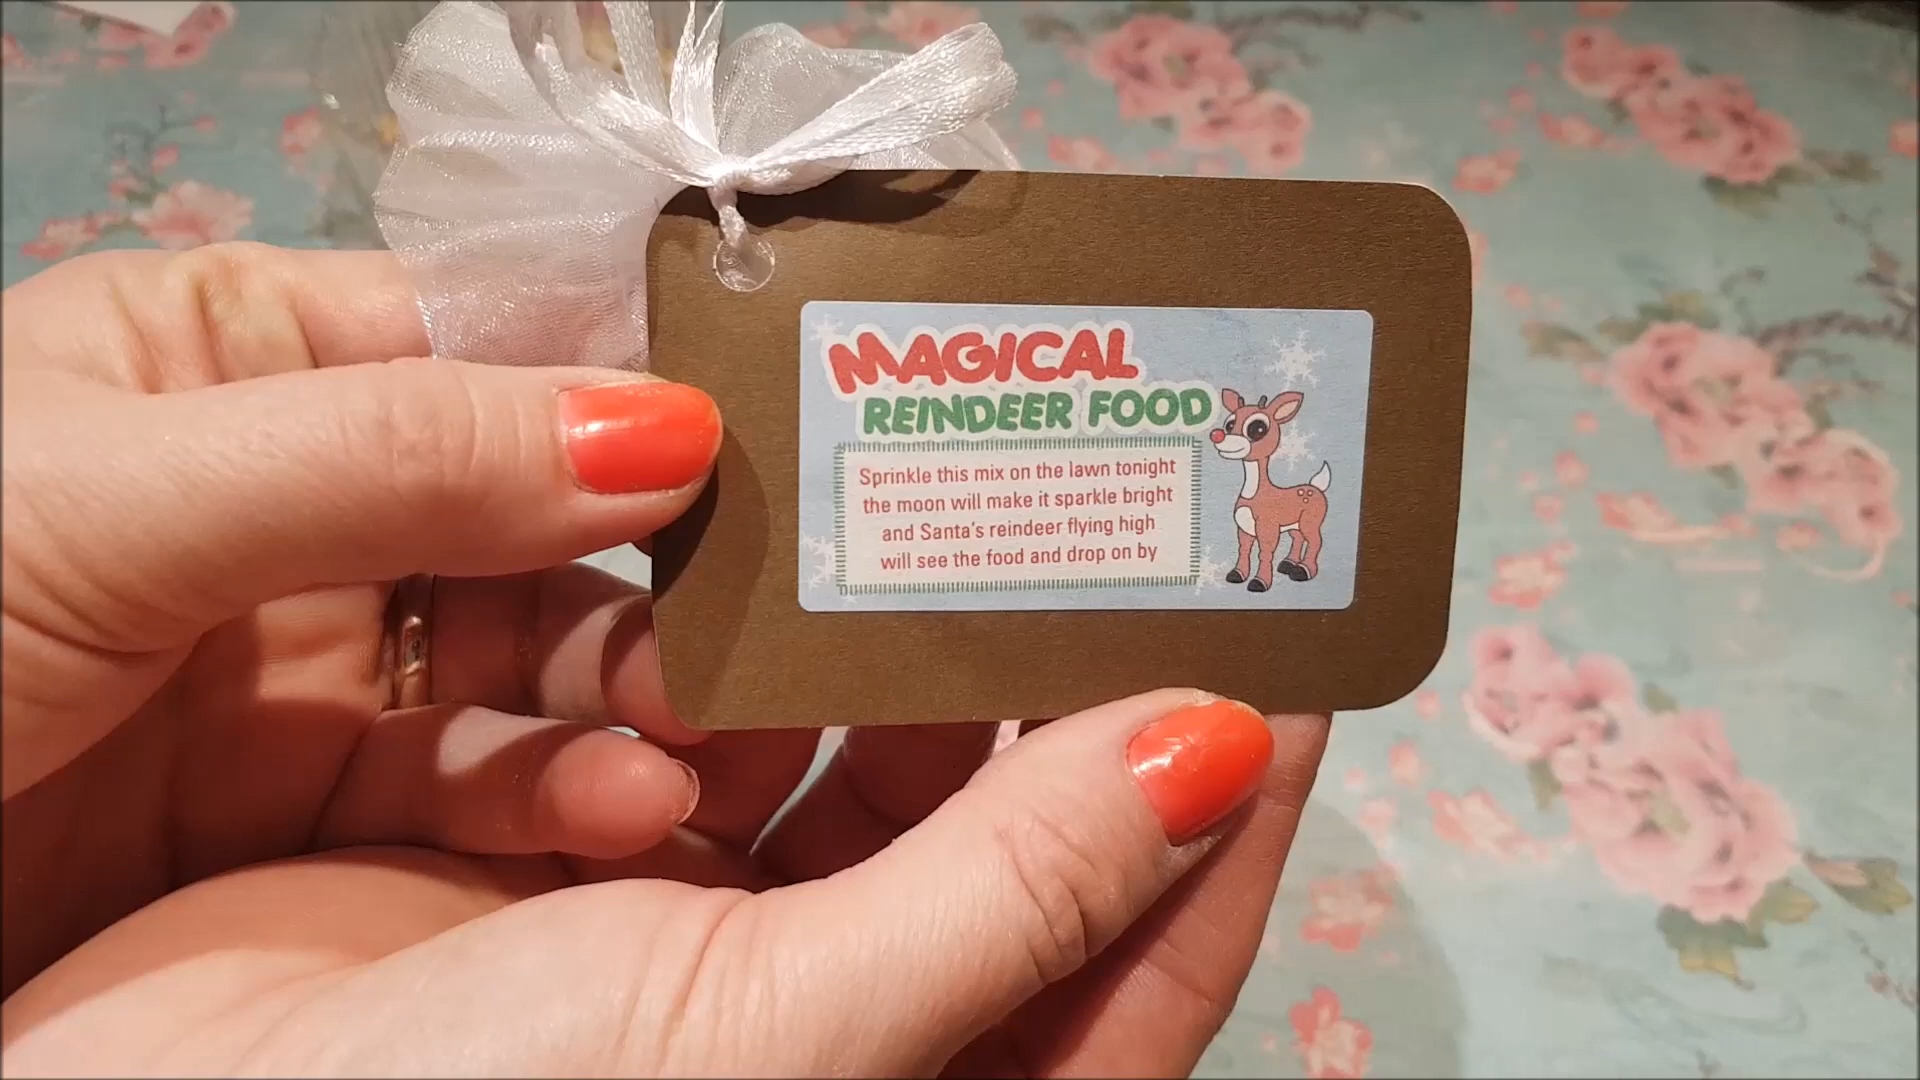 MAGICAL
REINDEER FOOD
Sprinkle this mix on the lawn tonight
the moon will make it sparkle bright
and Santa's reindeer flying high
will see the food and drop on by